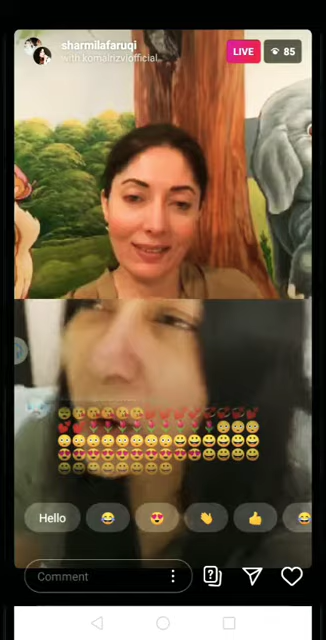 sharmilafaruqi
with komalrizviofficial
LIVE
85
Hello
Comment